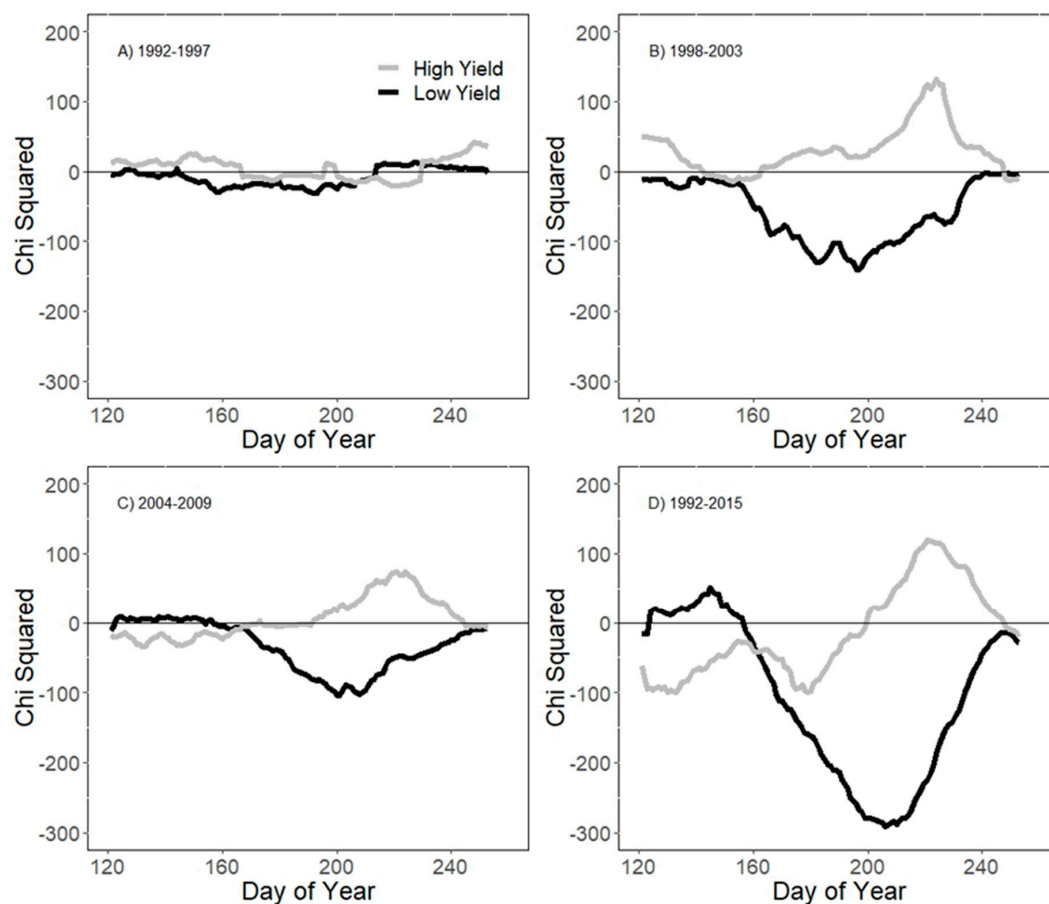 200
100
0
-100
-200
-300
Chi Squared
A) 1992-1997
High Yield
Low Yield
120
160
200
240
Day of Year
200
100
0
-100
-200
-300
Chi Squared
B) 1998-2003
120
160
200
240
Day of Year
200
100
0
-100
-200
-300
Chi Squared
C) 2004-2009
120
160
200
240
Day of Year
200
100
0
-100
-200
-300
Chi Squared
D) 1992-2015
120
160
200
240
Day of Year